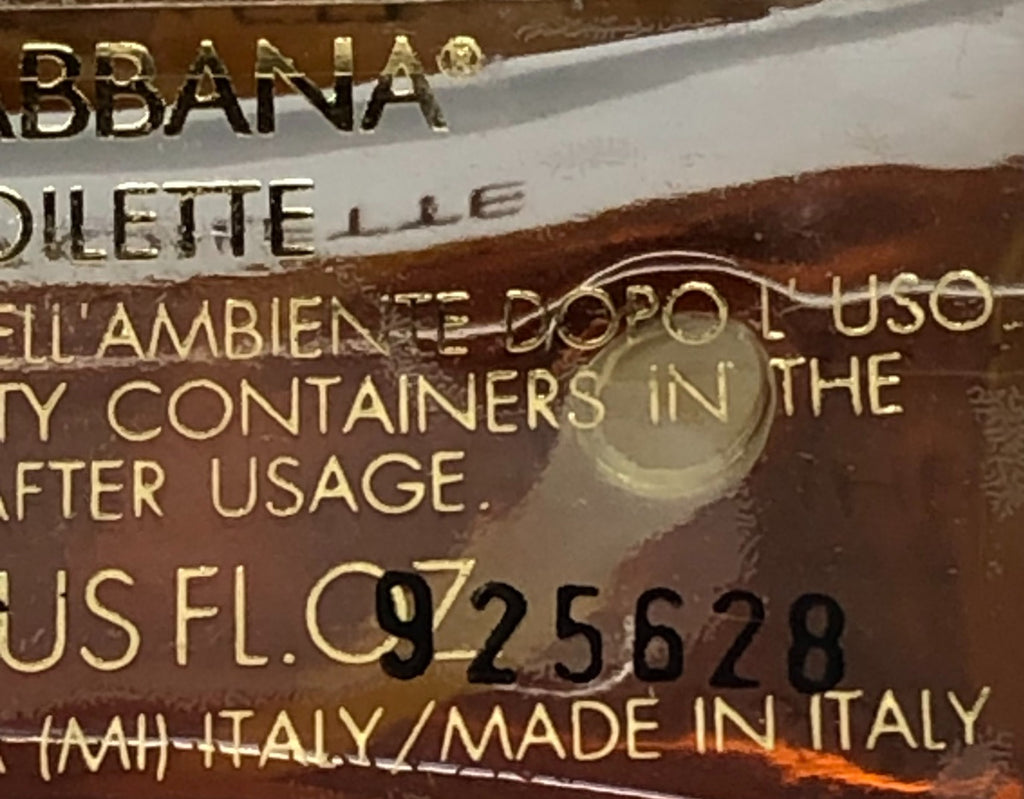 ABBANA®
OILETTE
ELL'AMBIENTE DOPO L'USO.
TY CONTAINERS IN THE
AFTER USAGE.
US FL.OZ
925628
(MI) ITALY/MADE IN ITALY